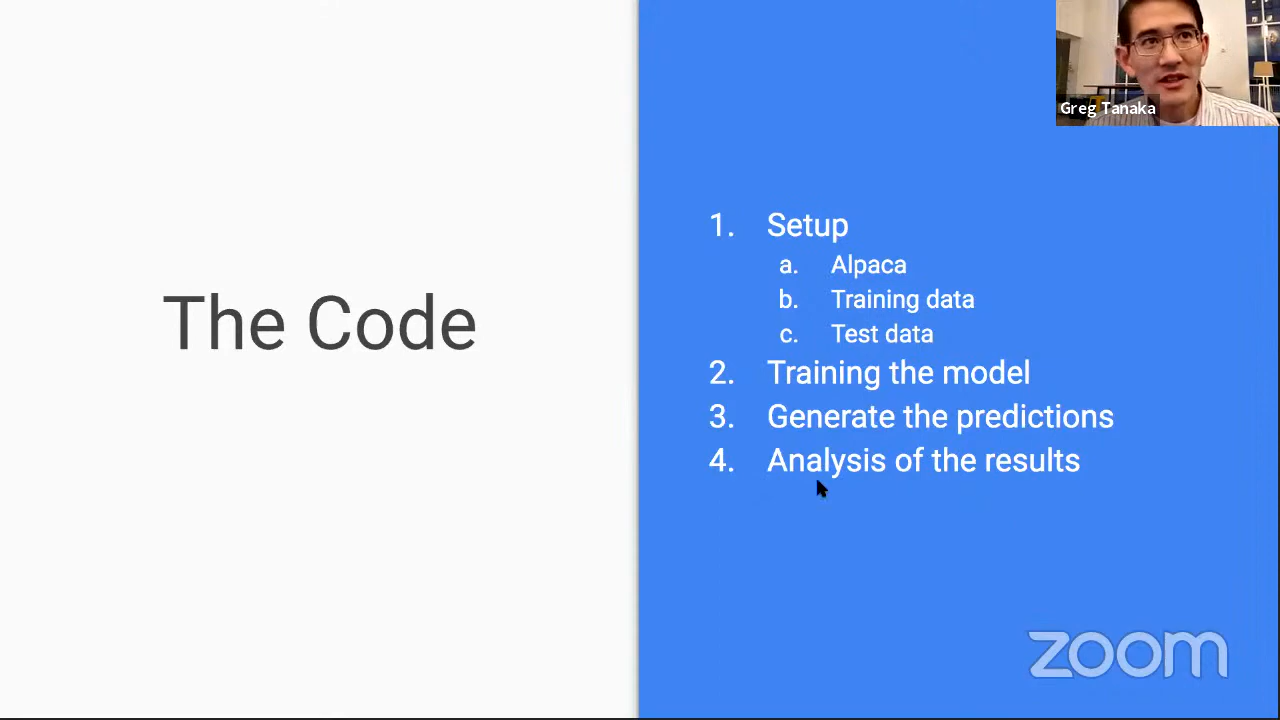 The Code
1. Setup
a. Alpaca
b. Training data
c. Test data
2. Training the model
3. Generate the predictions
4. Analysis of the results
Greg Tanaka
zoom